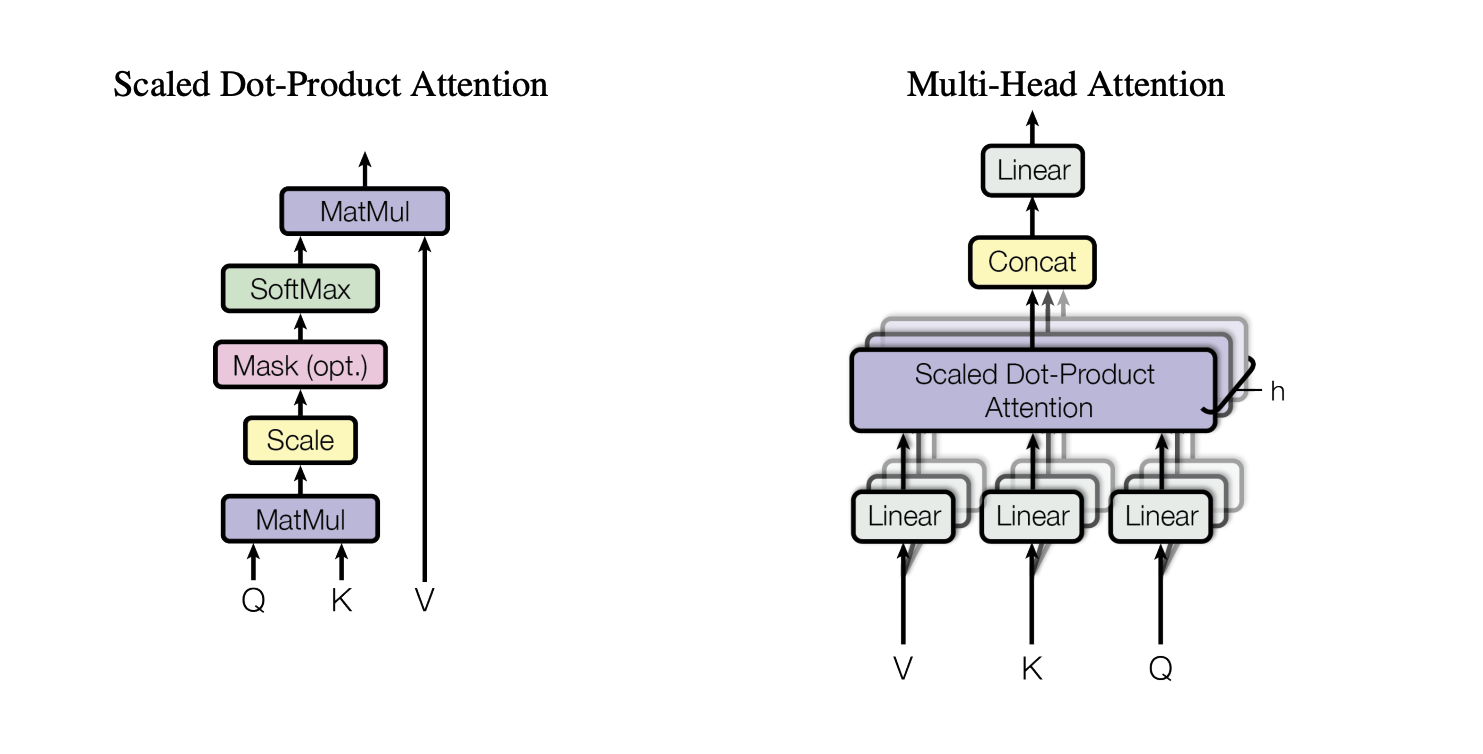 Scaled Dot-Product Attention
MatMul
SoftMax
Mask (opt.)
Scale
MatMul
Q K V
Multi-Head Attention
Linear
Concat
Scaled Dot-Product
Attention
h
Linear Linear Linear
V K Q